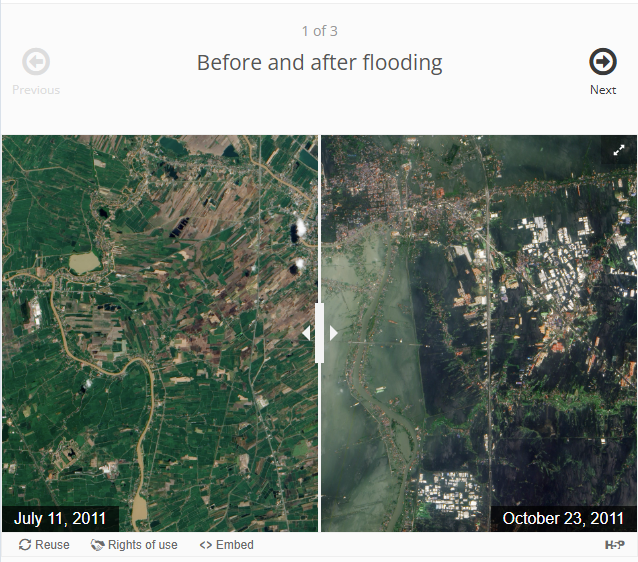 1 of 3
Before and after flooding
Previous
Next
July 11, 2011
October 23, 2011
Reuse
Rights of use
Embed
H-P